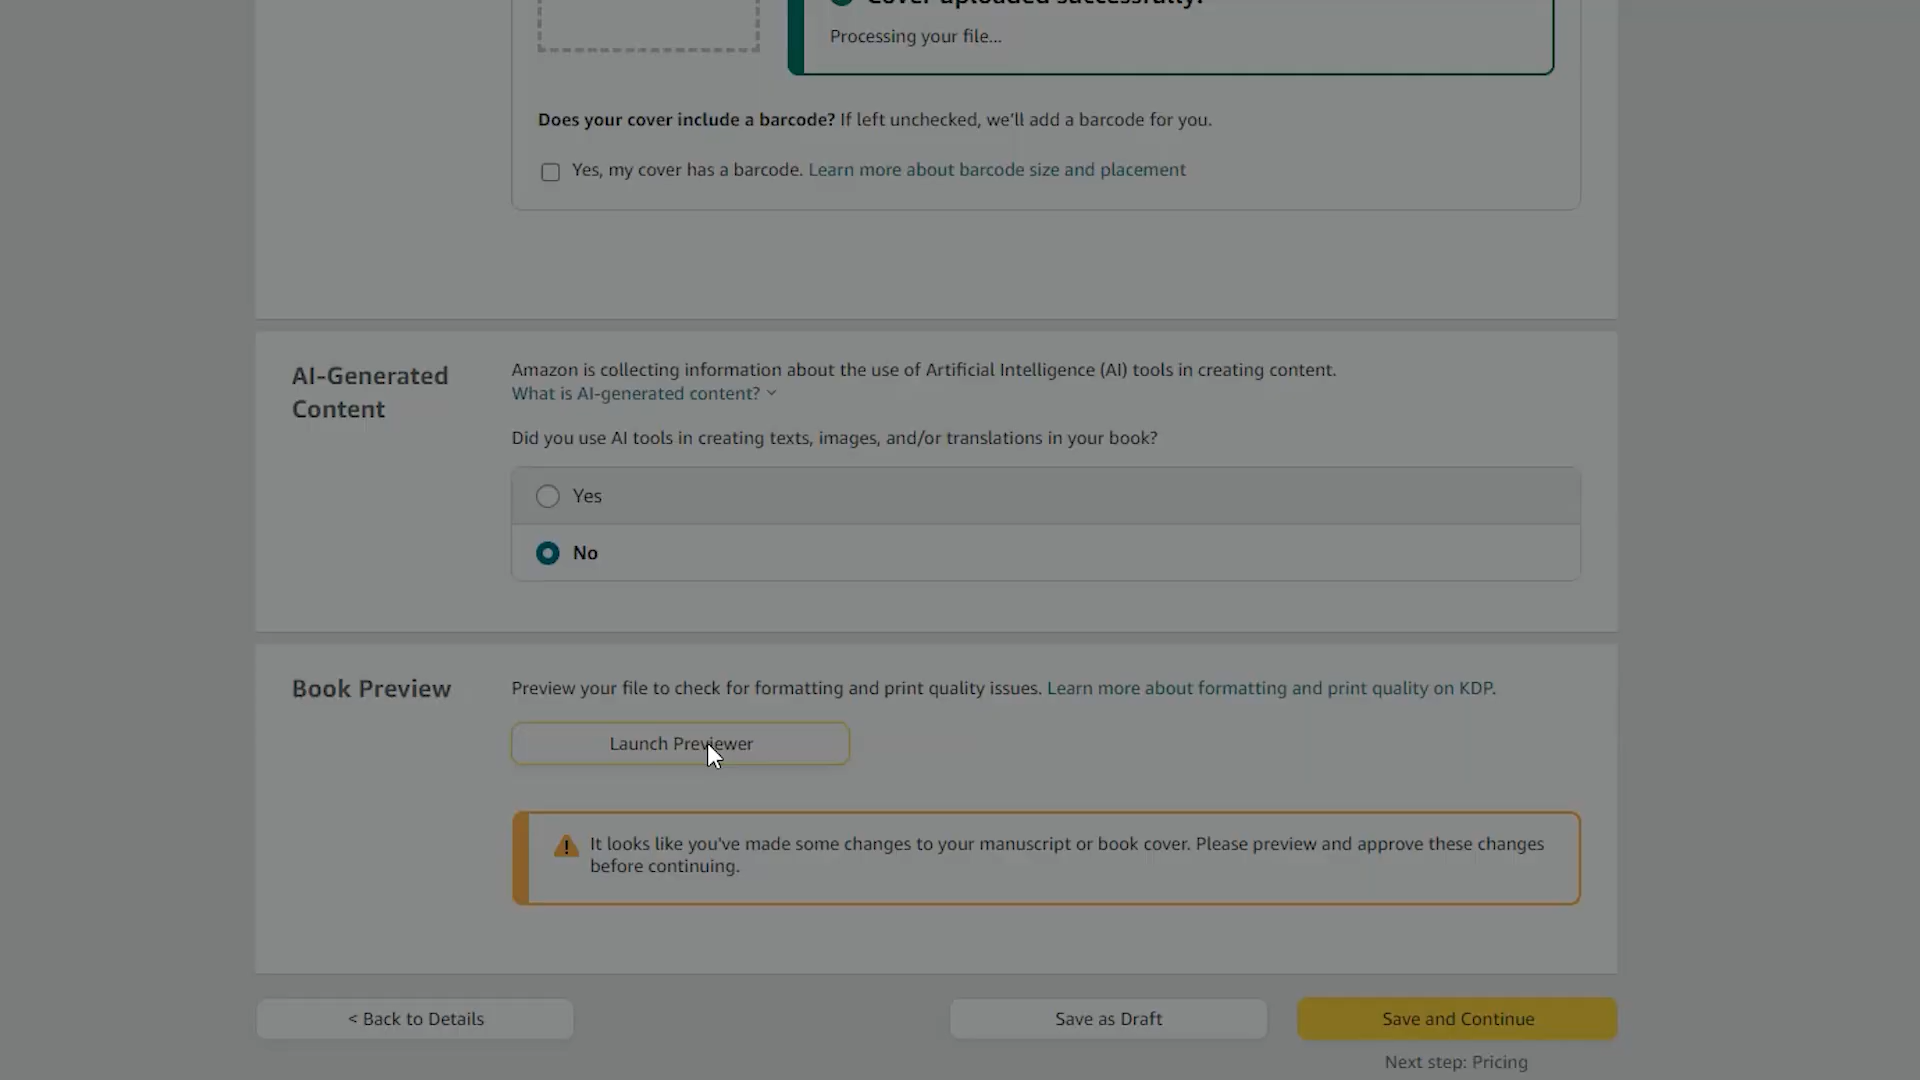 Cover uploaded successfully!
Processing your file...
Does your cover include a barcode? If left unchecked, we'll add a barcode for you.
Yes, my cover has a barcode. Learn more about barcode size and placement
AI-Generated
Content
Amazon is collecting information about the use of Artificial Intelligence (AI) tools in creating content.
What is AI-generated content?
Did you use AI tools in creating texts, images, and/or translations in your book?
Yes
No
Book Preview
Preview your file to check for formatting and print quality issues. Learn more about formatting and print quality on KDP.
Launch Previewer
It looks like you've made some changes to your manuscript or book cover. Please preview and approve these changes
before continuing.
< Back to Details
Save as Draft
Save and Continue
Next step: Pricing